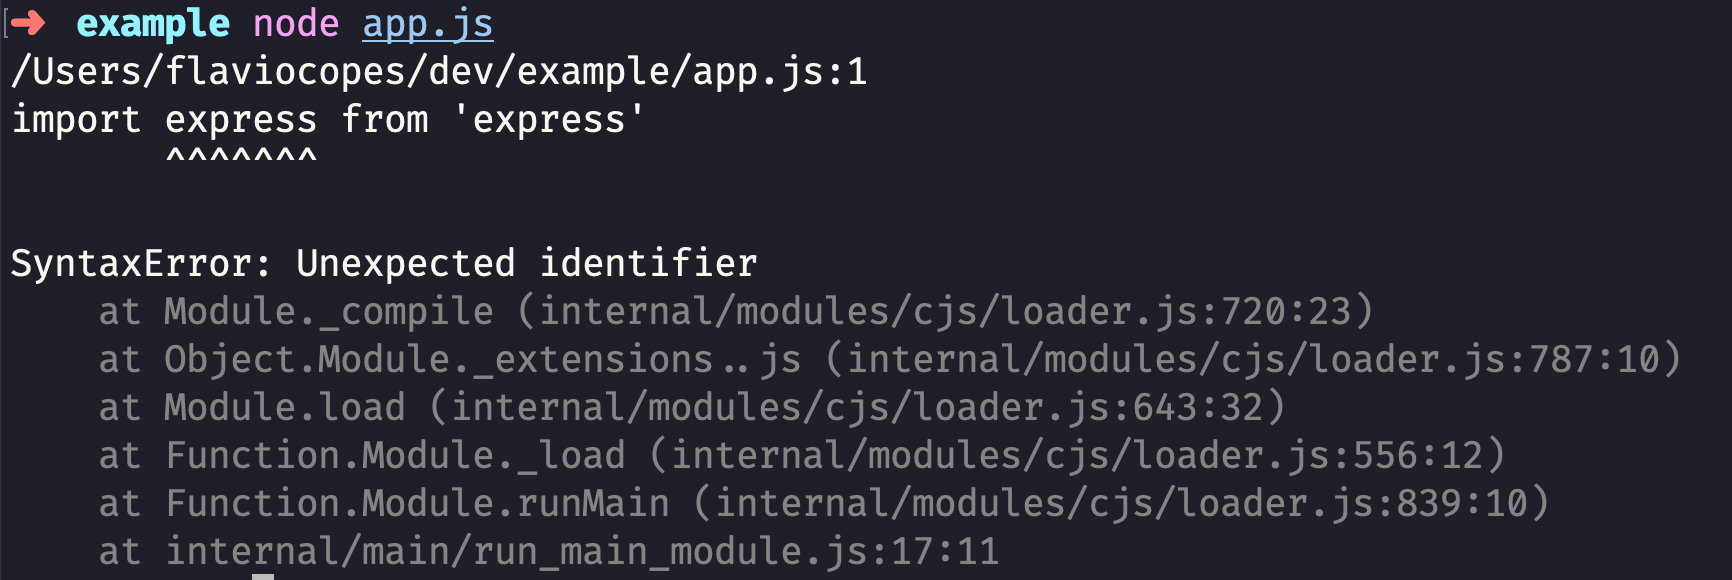 ➜ example node app.js
/Users/flaviocopes/dev/example/app.js:1
import express from 'express'
       ^^^^^^^

SyntaxError: Unexpected identifier
    at Module._compile (internal/modules/cjs/loader.js:720:23)
    at Object.Module._extensions..js (internal/modules/cjs/loader.js:787:10)
    at Module.load (internal/modules/cjs/loader.js:643:32)
    at Function.Module._load (internal/modules/cjs/loader.js:556:12)
    at Function.Module.runMain (internal/modules/cjs/loader.js:839:10)
    at internal/main/run_main_module.js:17:11